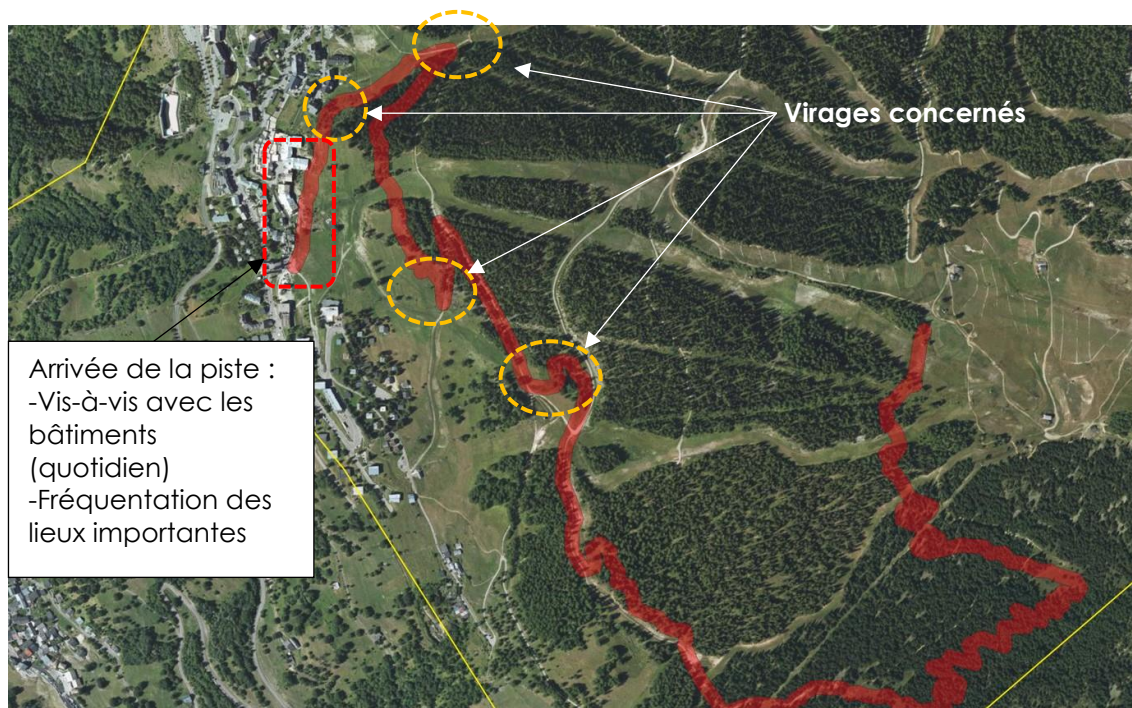 Virages concernés
Arrivée de la piste :
-Vis-à-vis avec les
bâtiments
(quotidien)
-Fréquentation des
lieux importantes